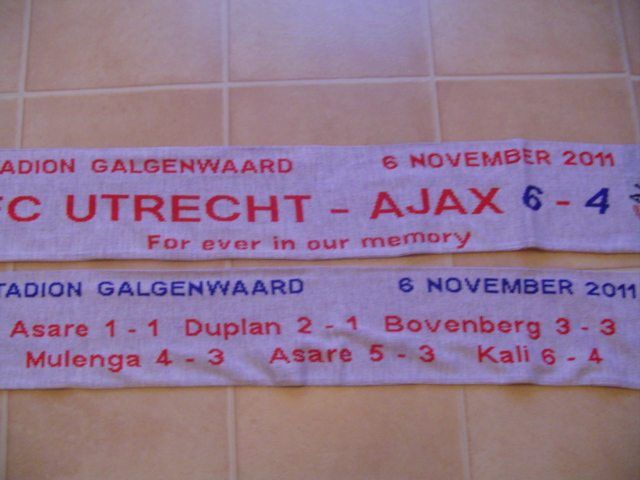 TADION GALGENWAARD 6 NOVEMBER 2011
FC UTRECHT - AJAX 6 - 4
For ever in our memory
TADION GALGENWAARD 6 NOVEMBER 2011
Asare 1 - 1 Duplan 2 - 1 Bovenberg 3 - 3
Mulenga 4 - 3 Asare 5 - 3 Kali 6 - 4